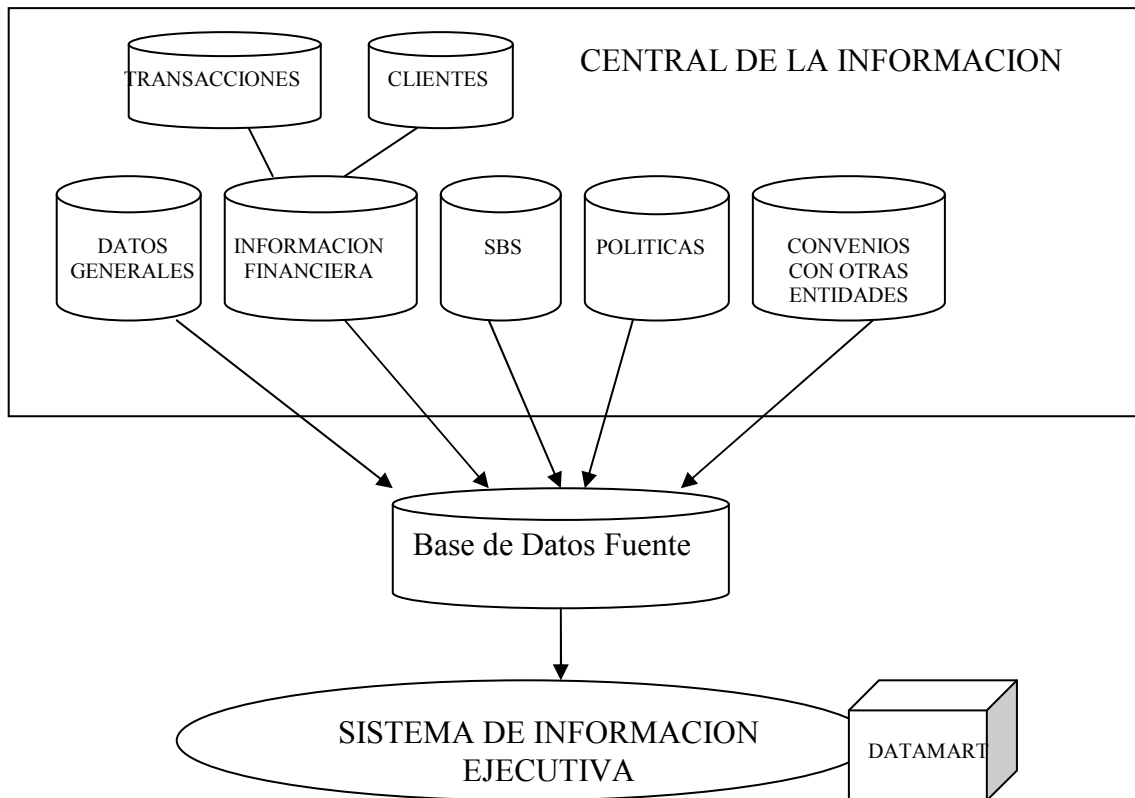 CENTRAL DE LA INFORMACION
TRANSACCIONES
CLIENTES
DATOS
GENERALES
INFORMACION
FINANCIERA
SBS
POLITICAS
CONVENIOS
CON OTRAS
ENTIDADES
Base de Datos Fuente
SISTEMA DE INFORMACION
EJECUTIVA
DATAMART